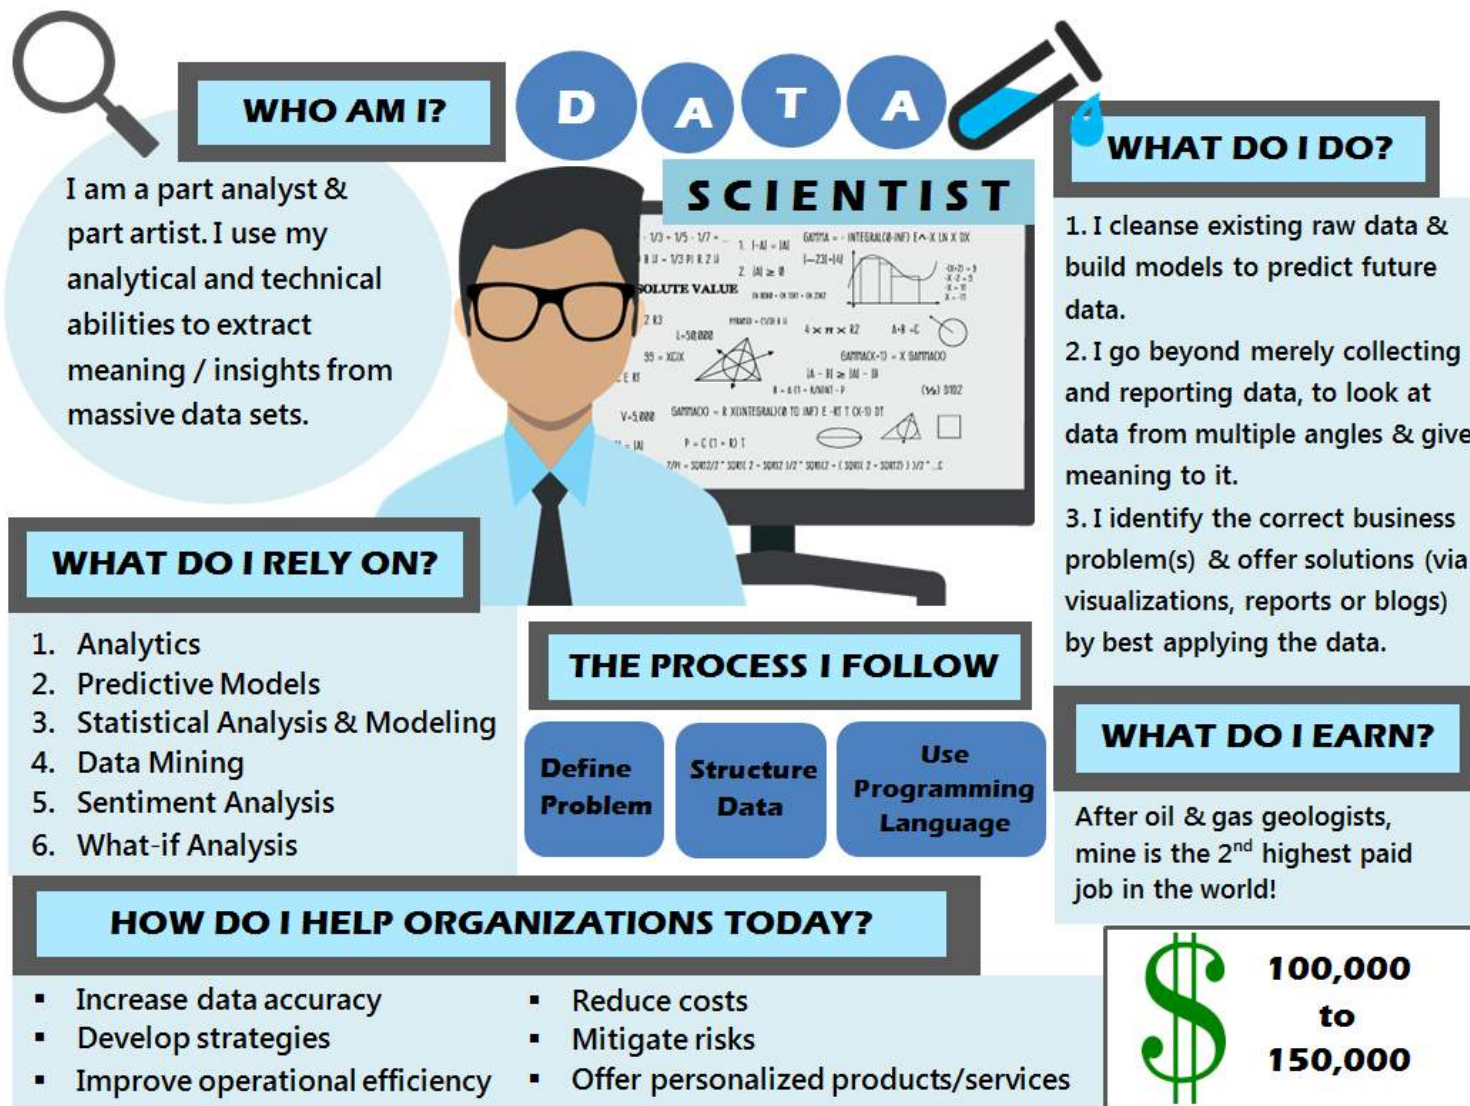 DATA
SCIENTIST
WHO AM I?
I am a part analyst &
part artist. I use my
analytical and technical
abilities to extract
meaning / insights from
massive data sets.
WHAT DO I DO?
1. I cleanse existing raw data &
build models to predict future
data.
2. I go beyond merely collecting
and reporting data, to look at
data from multiple angles & give
meaning to it.
3. I identify the correct business
problem(s) & offer solutions (via
visualizations, reports or blogs)
by best applying the data.
WHAT DO I RELY ON?
1. Analytics
2. Predictive Models
3. Statistical Analysis & Modeling
4. Data Mining
5. Sentiment Analysis
6. What-if Analysis
THE PROCESS I FOLLOW
Define
Problem
Structure
Data
Use
Programming
Language
WHAT DO I EARN?
After oil & gas geologists,
mine is the 2nd highest paid
job in the world!
$
100,000
to
150,000
HOW DO I HELP ORGANIZATIONS TODAY?
▪ Increase data accuracy
▪ Develop strategies
▪ Improve operational efficiency
▪ Reduce costs
▪ Mitigate risks
▪ Offer personalized products/services